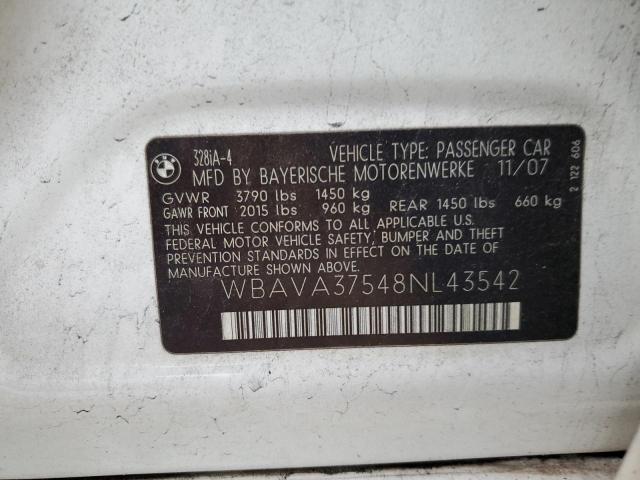 BMW
328iA-4 VEHICLE TYPE: PASSENGER CAR
MFD BY BAYERISCHE MOTORENWERKE 11/07
GVWR 3790 lbs 1450 kg
GAWR FRONT 2015 lbs 960 kg REAR 1450 lbs 660 kg
THIS VEHICLE CONFORMS TO ALL APPLICABLE U.S.
FEDERAL MOTOR VEHICLE SAFETY, BUMPER AND THEFT
PREVENTION STANDARDS IN EFFECT ON THE DATE OF
MANUFACTURE SHOWN ABOVE.
WBAVA37548NL43542
2 122 606